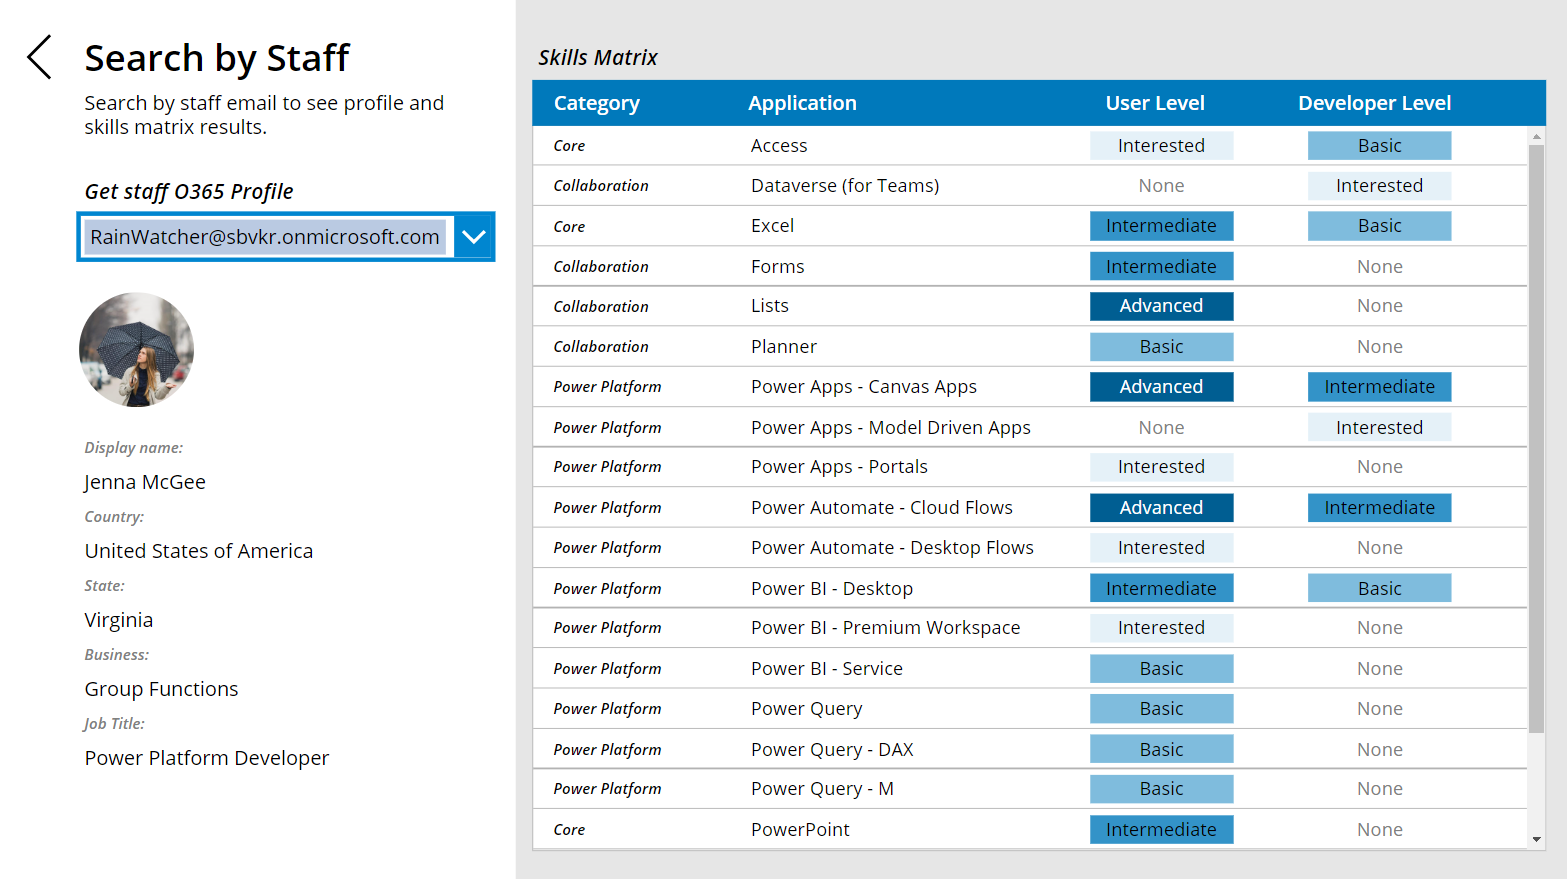 Search by Staff
Search by staff email to see profile and
skills matrix results.
Get staff O365 Profile
RainWatcher@sbvkr.onmicrosoft.com
Display name:
Jenna McGee
Country:
United States of America
State:
Virginia
Business:
Group Functions
Job Title:
Power Platform Developer
Skills Matrix
Category Application User Level Developer Level
Core Access Interested Basic
Collaboration Dataverse (for Teams) None Interested
Core Excel Intermediate Basic
Collaboration Forms Intermediate None
Collaboration Lists Advanced None
Collaboration Planner Basic None
Power Platform Power Apps - Canvas Apps Advanced Intermediate
Power Platform Power Apps - Model Driven Apps None Interested
Power Platform Power Apps - Portals Interested None
Power Platform Power Automate - Cloud Flows Advanced Intermediate
Power Platform Power Automate - Desktop Flows Interested None
Power Platform Power BI - Desktop Intermediate Basic
Power Platform Power BI - Premium Workspace Interested None
Power Platform Power BI - Service Basic None
Power Platform Power Query Basic None
Power Platform Power Query - DAX Basic None
Power Platform Power Query - M Basic None
Core PowerPoint Intermediate None